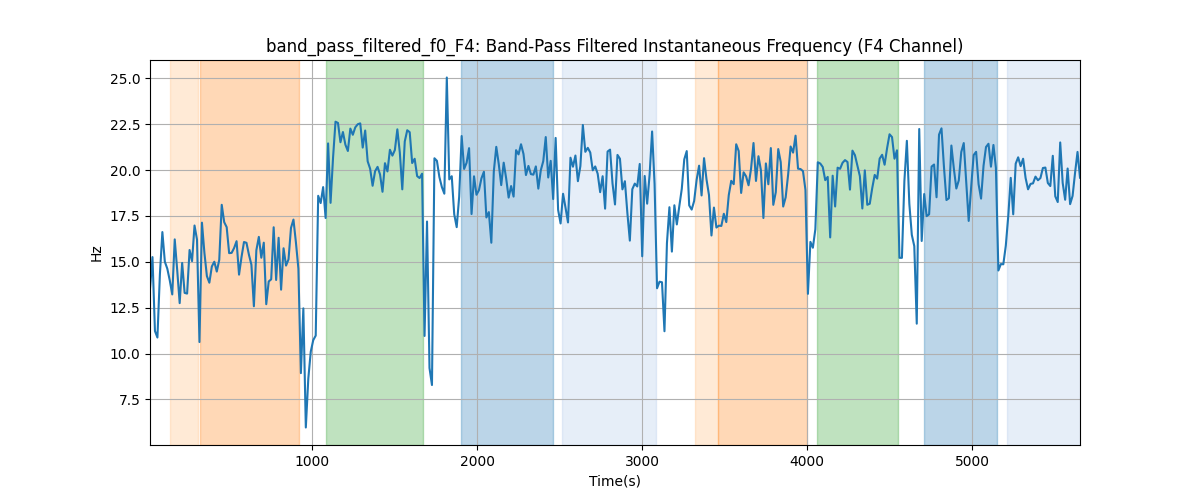 band_pass_filtered_f0_F4: Band-Pass Filtered Instantaneous Frequency (F4 Channel)
25.0
22.5
20.0
17.5
15.0
12.5
10.0
7.5
Hz
1000 2000 3000 4000 5000
Time(s)